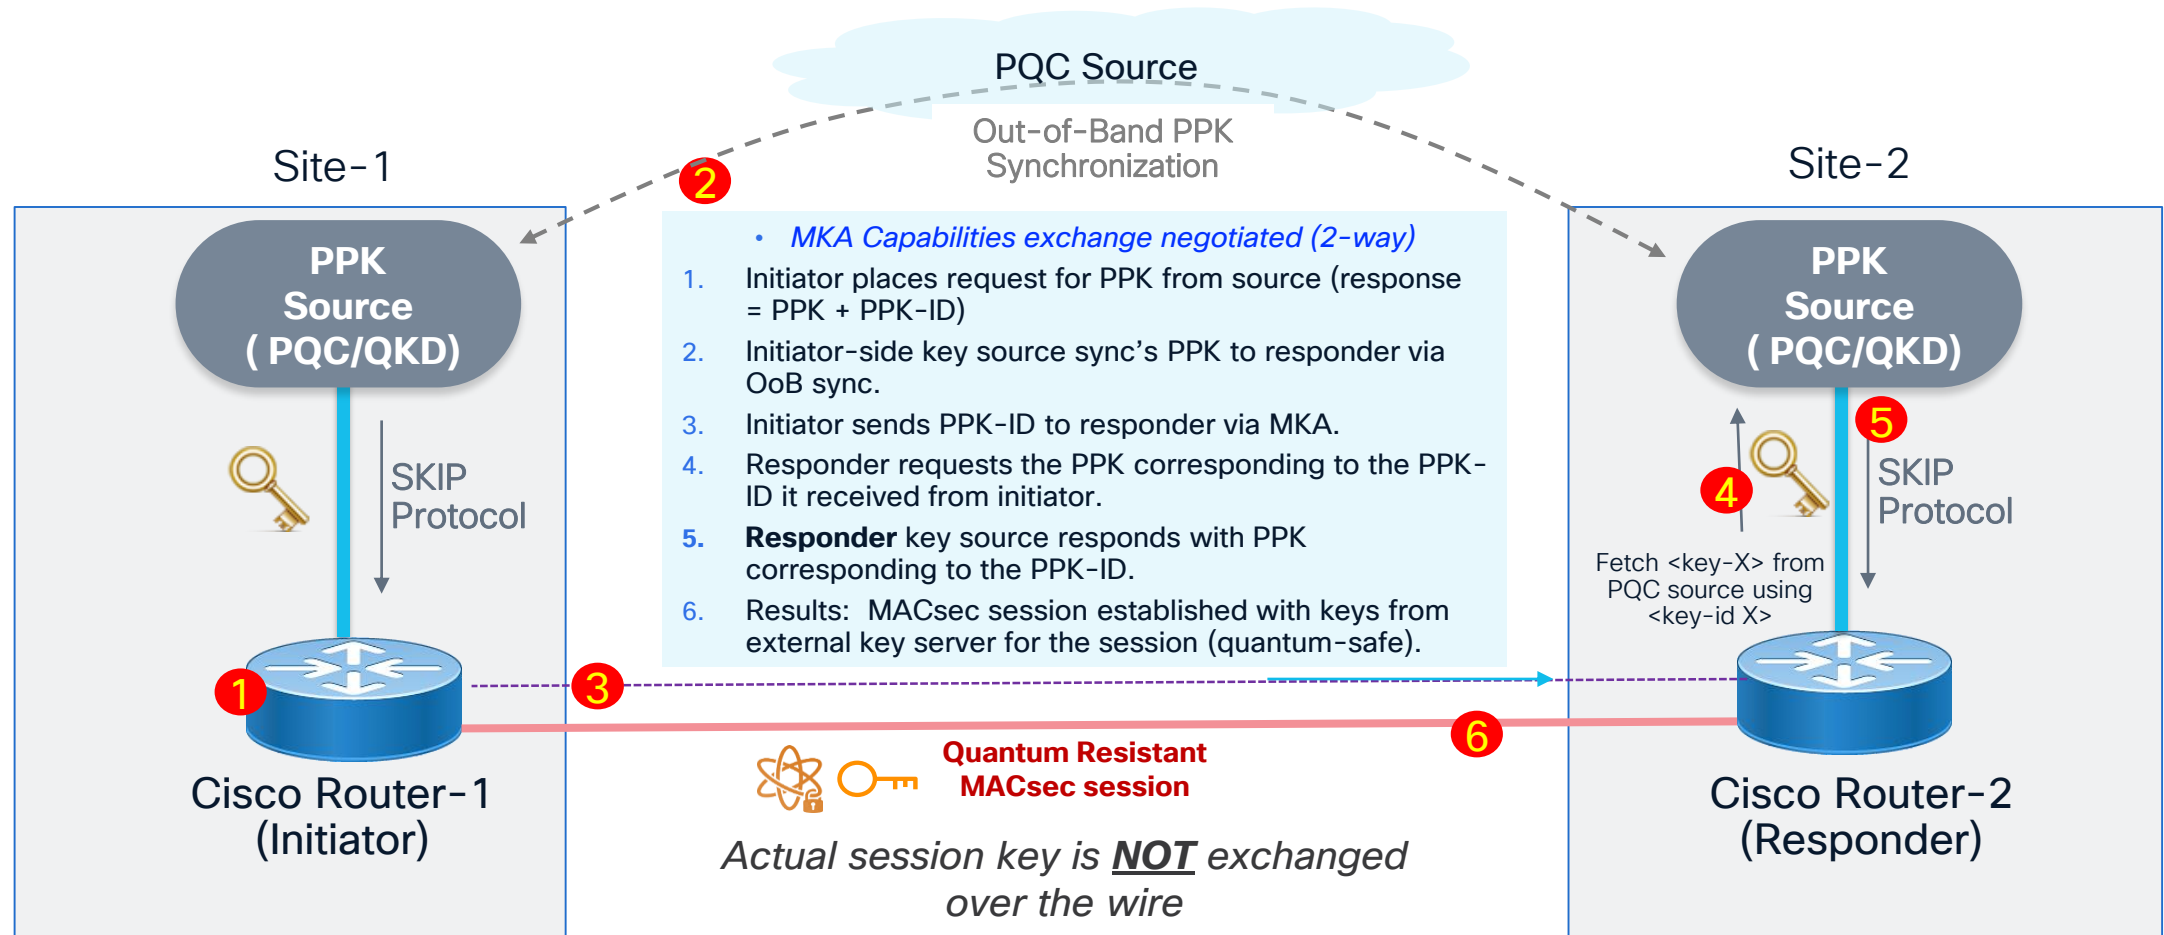 PQC Source
Out-of-Band PPK
Synchronization
Site-1
Site-2
2
PPK
Source
( PQC/QKD)
• MKA Capabilities exchange negotiated (2-way)
1. Initiator places request for PPK from source (response
= PPK + PPK-ID)
2. Initiator-side key source sync's PPK to responder via
OoB sync.
3. Initiator sends PPK-ID to responder via MKA.
4. Responder requests the PPK corresponding to the PPK-
ID it received from initiator.
5. Responder key source responds with PPK
corresponding to the PPK-ID.
6. Results: MACsec session established with keys from
external key server for the session (quantum-safe).
PPK
Source
( PQC/QKD)
SKIP
Protocol
5
4
SKIP
Protocol
Fetch <key-X> from
PQC source using
<key-id X>
1
3
6
Quantum Resistant
MACsec session
Cisco Router-1
(Initiator)
Cisco Router-2
(Responder)
Actual session key is NOT exchanged
over the wire